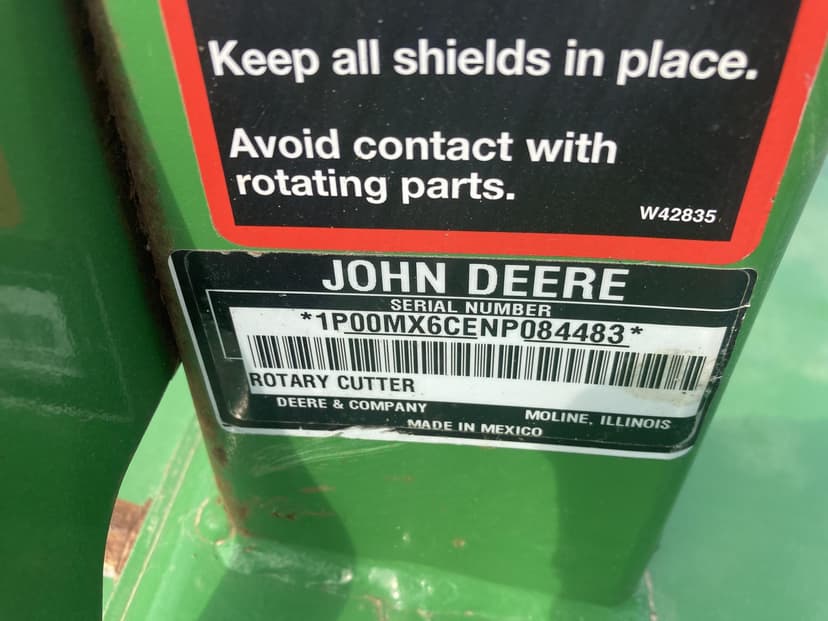 Keep all shields in place.
Avoid contact with
rotating parts.
W42835
JOHN DEERE
SERIAL NUMBER
*1P00MX6CENP084483*
ROTARY CUTTER
DEERE & COMPANY MOLINE, ILLINOIS
MADE IN MEXICO